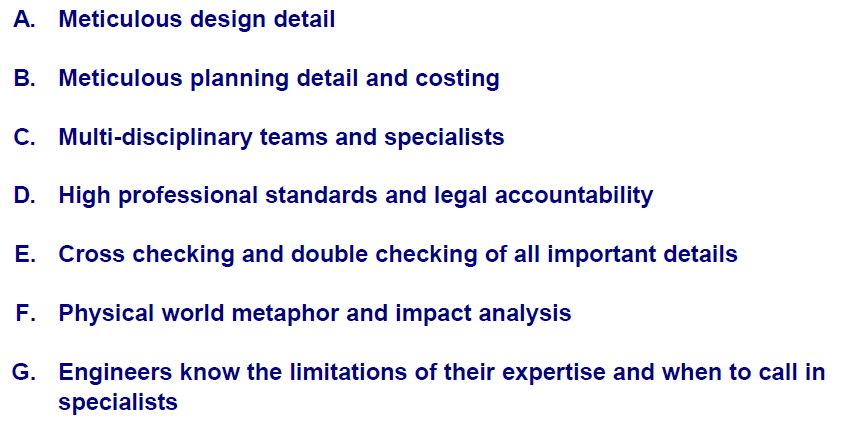 A. Meticulous design detail
B. Meticulous planning detail and costing
C. Multi-disciplinary teams and specialists
D. High professional standards and legal accountability
E. Cross checking and double checking of all important details
F. Physical world metaphor and impact analysis
G. Engineers know the limitations of their expertise and when to call in
specialists